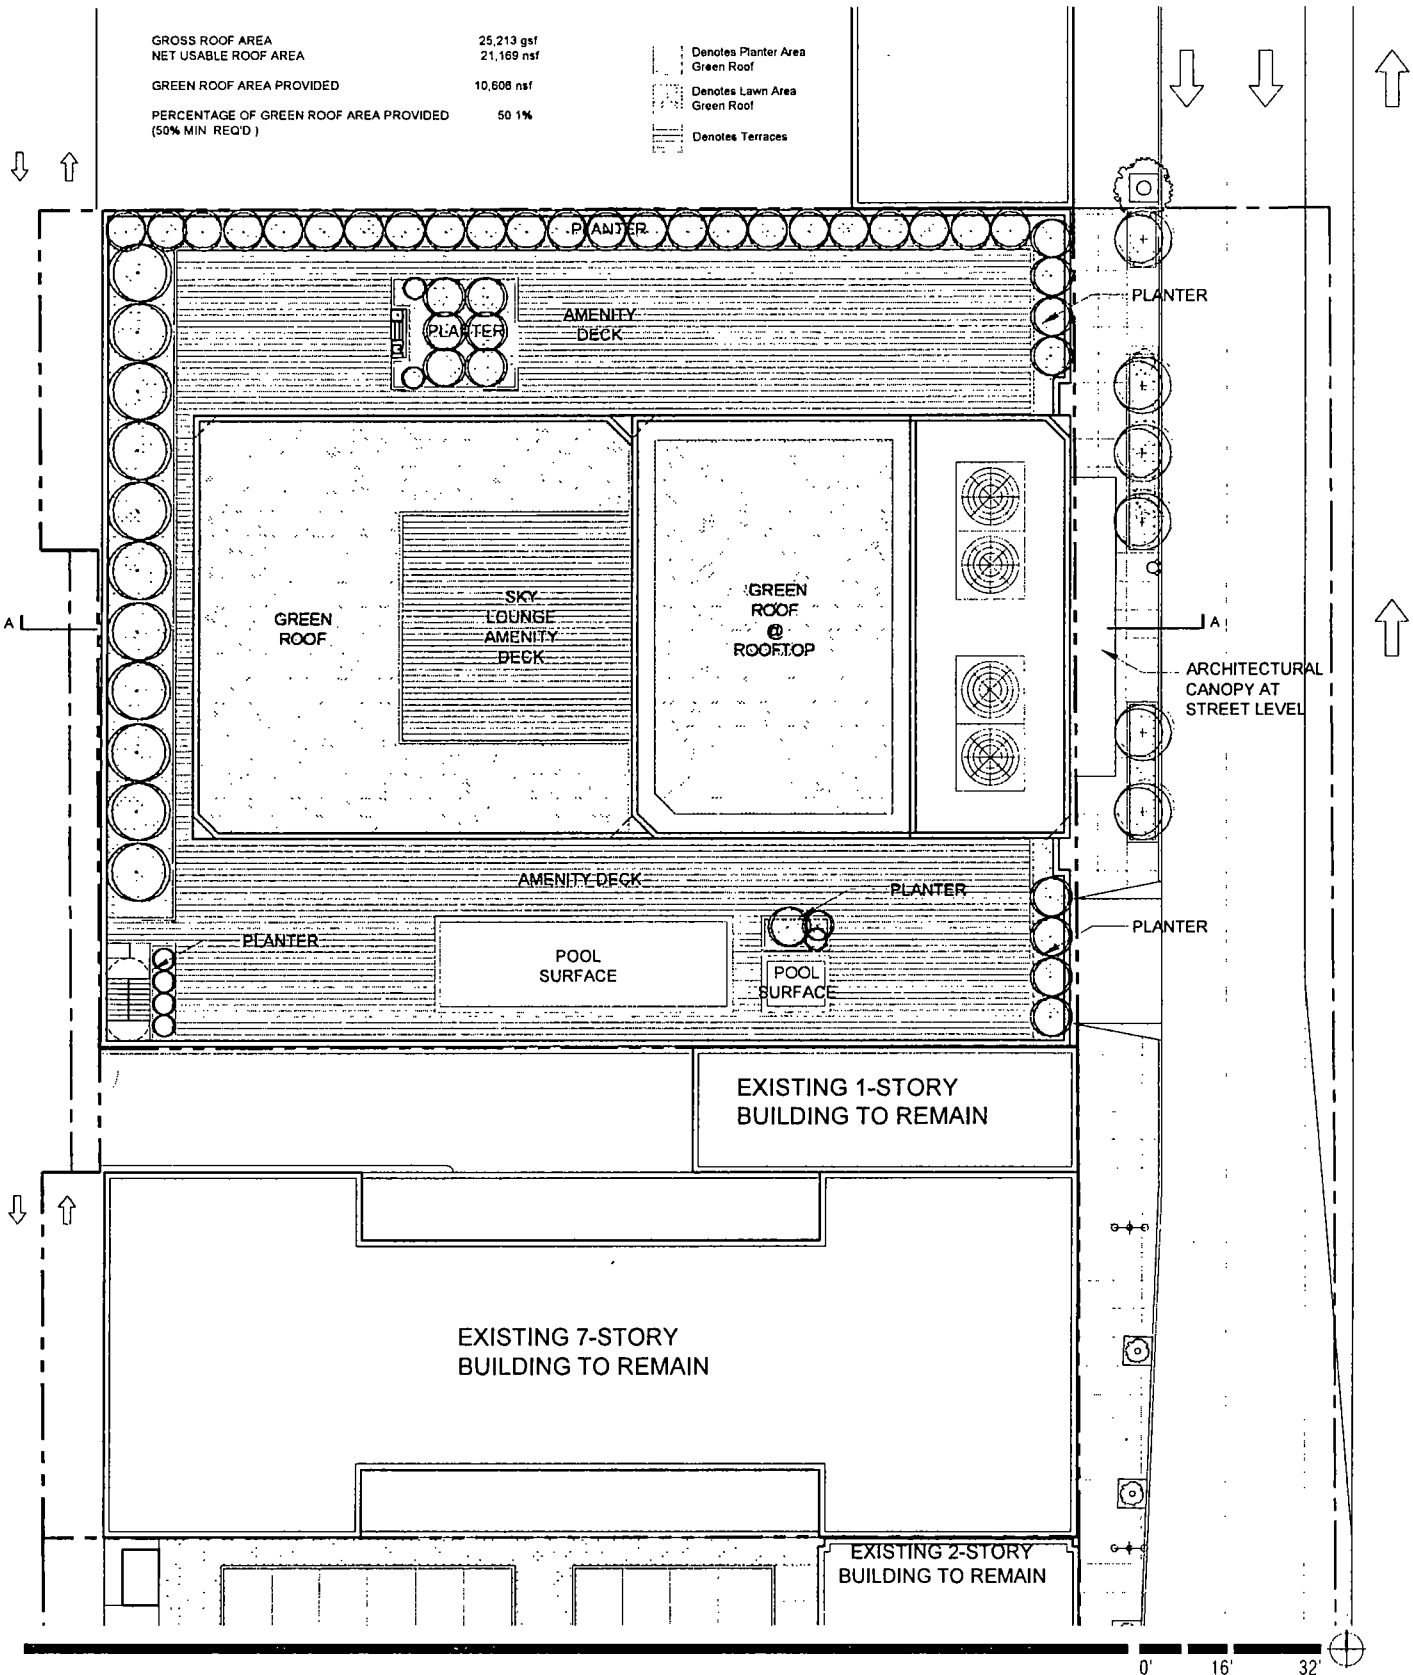 GROSS ROOF AREA 25,213 gsf
NET USABLE ROOF AREA 21,169 nsf
GREEN ROOF AREA PROVIDED 10,606 nsf
PERCENTAGE OF GREEN ROOF AREA PROVIDED 50 1%
(50% MIN REQ'D )
Denotes Planter Area
Green Roof
Denotes Lawn Area
Green Roof
Denotes Terraces
PLANTER
PLANTER
PLANTER
AMENITY
DECK
GREEN
ROOF
SKY
LOUNGE
AMENITY
DECK
GREEN
ROOF
@
ROOFTOP
A
A
ARCHITECTURAL
CANOPY AT
STREET LEVEL
AMENITY DECK
PLANTER
PLANTER
PLANTER
POOL
SURFACE
POOL
SURFACE
EXISTING 1-STORY
BUILDING TO REMAIN
EXISTING 7-STORY
BUILDING TO REMAIN
EXISTING 2-STORY
BUILDING TO REMAIN
0' 16' 32'